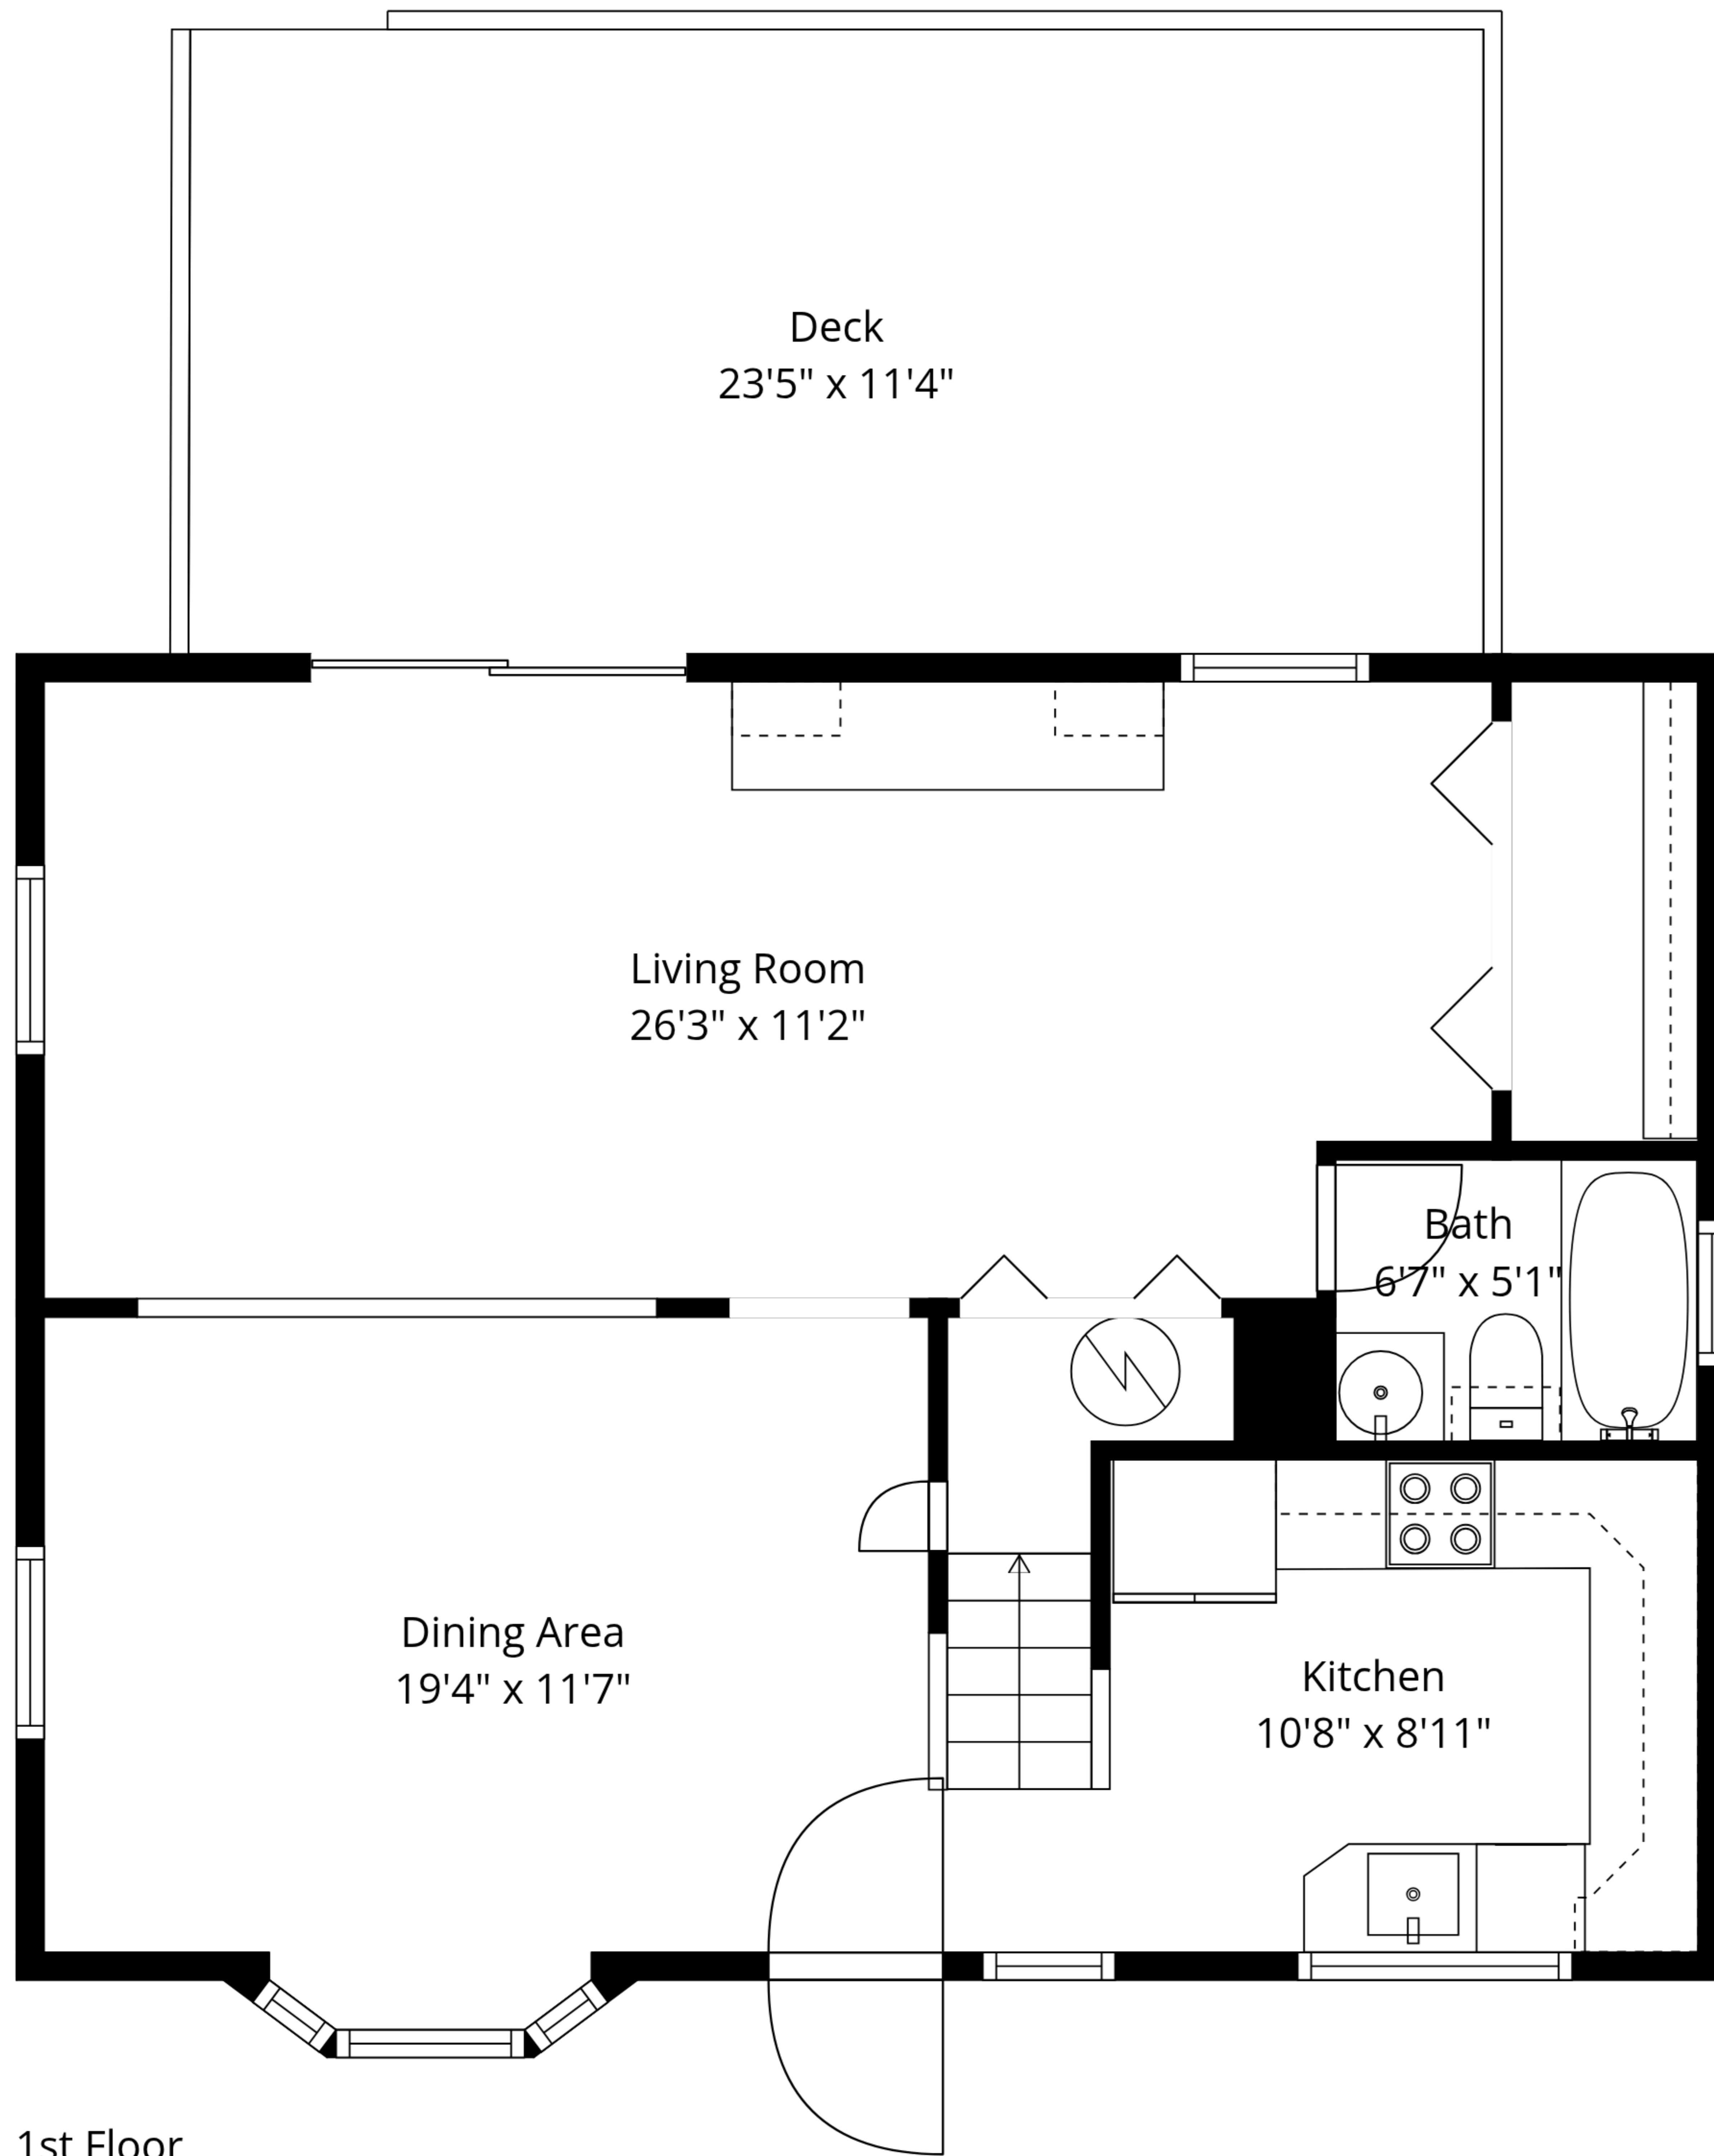 Deck
23'5" x 11'4"
Living Room
26'3" x 11'2"
Bath
6'7" x 5'1"
Dining Area
19'4" x 11'7"
Kitchen
10'8" x 8'11"
1st Floor